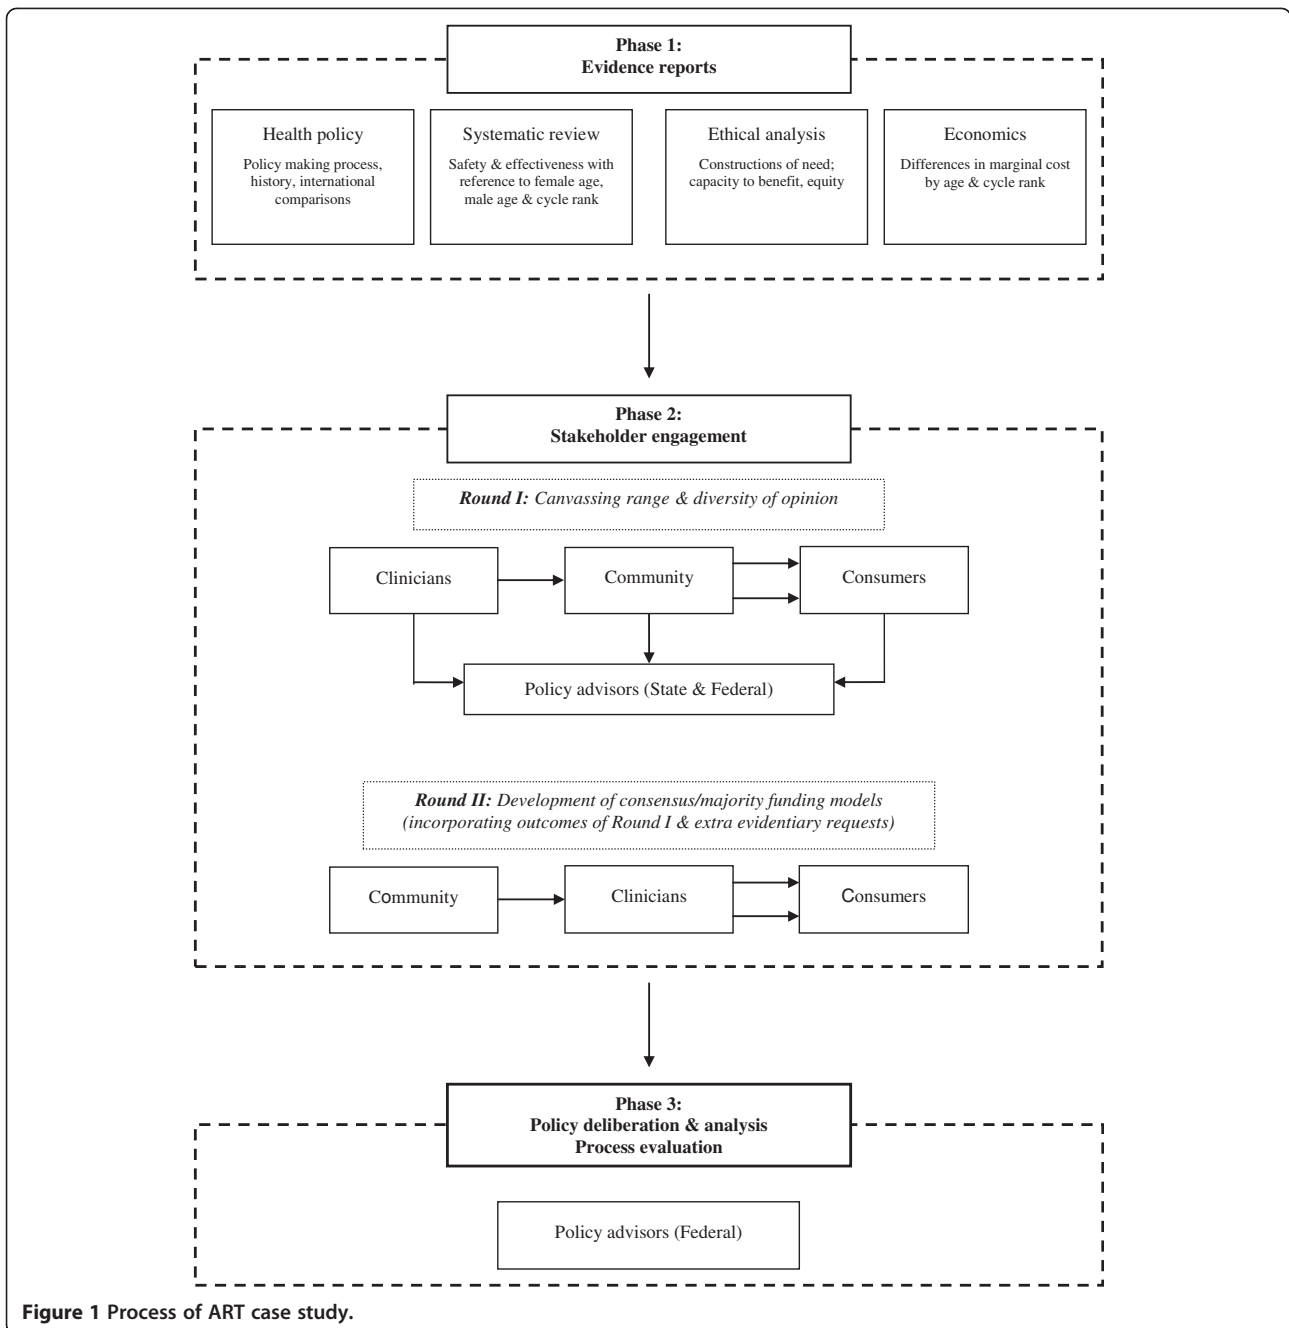 Phase 1:
Evidence reports
Health policy
Policy making process,
history, international
comparisons
Systematic review
Safety & effectiveness with
reference to female age,
male age & cycle rank
Ethical analysis
Constructions of need;
capacity to benefit, equity
Economics
Differences in marginal cost
by age & cycle rank
Phase 2:
Stakeholder engagement
Round I: Canvassing range & diversity of opinion
Clinicians
Community
Consumers
Policy advisors (State & Federal)
Round II: Development of consensus/majority funding models
(incorporating outcomes of Round I & extra evidentiary requests)
Community
Clinicians
Consumers
Phase 3:
Policy deliberation & analysis
Process evaluation
Policy advisors (Federal)
Figure 1 Process of ART case study.